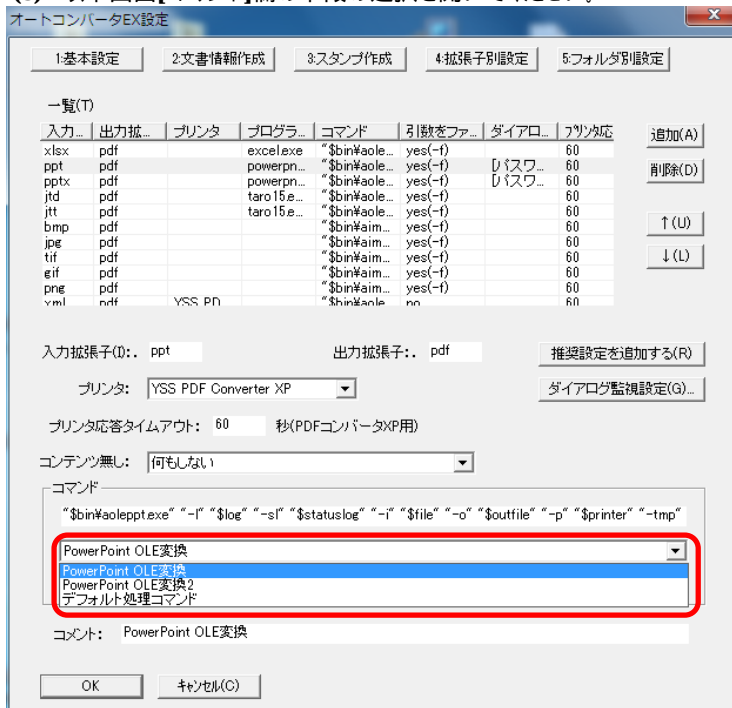 オートコンバータEX設定
1:基本設定 2:文書情報作成 3:スタンプ作成 4:拡張子別設定 5:フォルダ別設定
一覧(T)
入力... 出力拡... プリンタ プログラ... コマンド 引数をファ... ダイアロ... プリンタ応
xlsx pdf excel.exe "$bin¥aole... yes(-f) 60
ppt pdf powerpn... "$bin¥aole... yes(-f) [パスワ... 60
pptx pdf powerpn... "$bin¥aole... yes(-f) [パスワ... 60
jtd pdf taro15.e... "$bin¥aole... yes(-f) 60
jtt pdf taro15.e... "$bin¥aole... yes(-f) 60
bmp pdf "$bin¥aim... yes(-f) 60
jpg pdf "$bin¥aim... yes(-f) 60
tif pdf "$bin¥aim... yes(-f) 60
gif pdf "$bin¥aim... yes(-f) 60
png pdf "$bin¥aim... yes(-f) 60
xml pdf YSS PD "$bin¥aole no 60
追加(A)
削除(D)
↑(U)
↓(L)
入力拡張子(I):. ppt 出力拡張子:. pdf 推奨設定を追加する(R)
プリンタ: YSS PDF Converter XP ダイアログ監視設定(G)...
プリンタ応答タイムアウト: 60 秒(PDFコンバータXP用)
コンテンツ無し: 何もしない
コマンド
"$bin¥aoleppt.exe" "-l" "$log" "-sl" "$statuslog" "-i" "$file" "-o" "$outfile" "-p" "$printer" "-tmp"
PowerPoint OLE変換
PowerPoint OLE変換
PowerPoint OLE変換2
デフォルト処理コマンド
コメント: PowerPoint OLE変換
OK キャンセル(C)